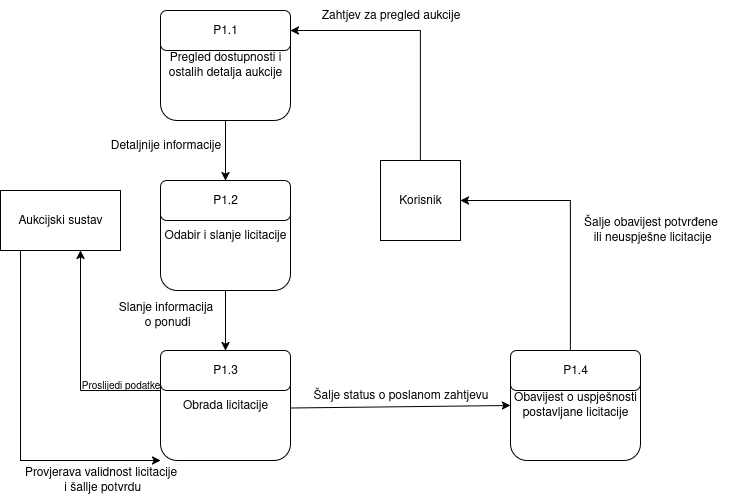 Zahtjev za pregled aukcije
P1.1
Pregled dostupnosti i
ostalih detalja aukcije
Detaljnije informacije
P1.2
Odabir i slanje licitacije
Aukcijski sustav
Korisnik
Šalje obavijest potvrđene
ili neuspješne licitacije
Slanje informacija
o ponudi
P1.3
Obrada licitacije
Proslijedi podatke
Šalje status o poslanom zahtjevu
P1.4
Obavijest o uspješnosti
postavljane licitacije
Provjerava validnost licitacije
i šallje potvrdu